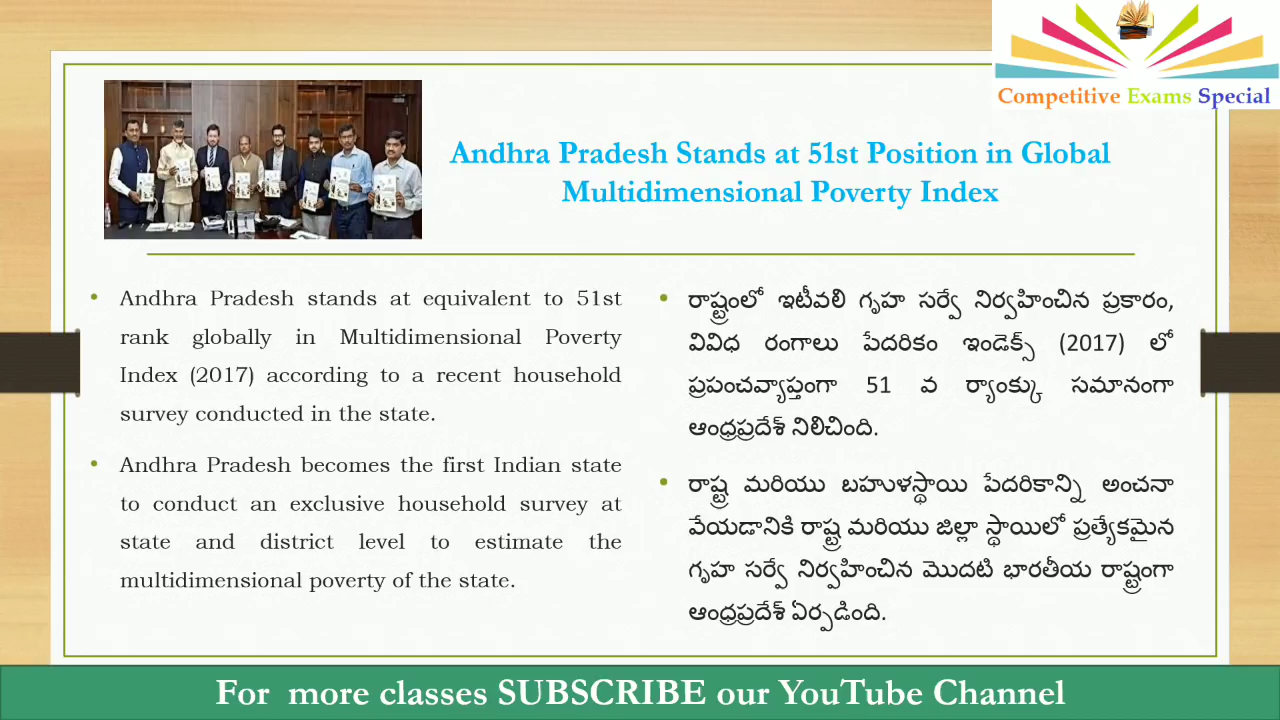 Competitive Exams Special
Andhra Pradesh Stands at 51st Position in Global
Multidimensional Poverty Index
• Andhra Pradesh stands at equivalent to 51st
rank globally in Multidimensional Poverty
Index (2017) according to a recent household
survey conducted in the state.
• Andhra Pradesh becomes the first Indian state
to conduct an exclusive household survey at
state and district level to estimate the
multidimensional poverty of the state.
• రాష్ట్రంలో ఇటీవలి గృహ సర్వే నిర్వహించిన ప్రకారం,
వివిధ రంగాలు పేదరికం ఇండెక్స్ (2017) లో
ప్రపంచవ్యాప్తంగా 51 వ ర్యాంక్కు సమానంగా
ఆంధ్రప్రదేశ్ నిలిచింది.
• రాష్ట్ర మరియు బహుళస్థాయి పేదరికాన్ని అంచనా
వేయడానికి రాష్ట్ర మరియు జిల్లా స్థాయిలో ప్రత్యేకమైన
గృహ సర్వే నిర్వహించిన మొదటి భారతీయ రాష్ట్రంగా
ఆంధ్రప్రదేశ్ ఏర్పడింది.
For more classes SUBSCRIBE our YouTube Channel